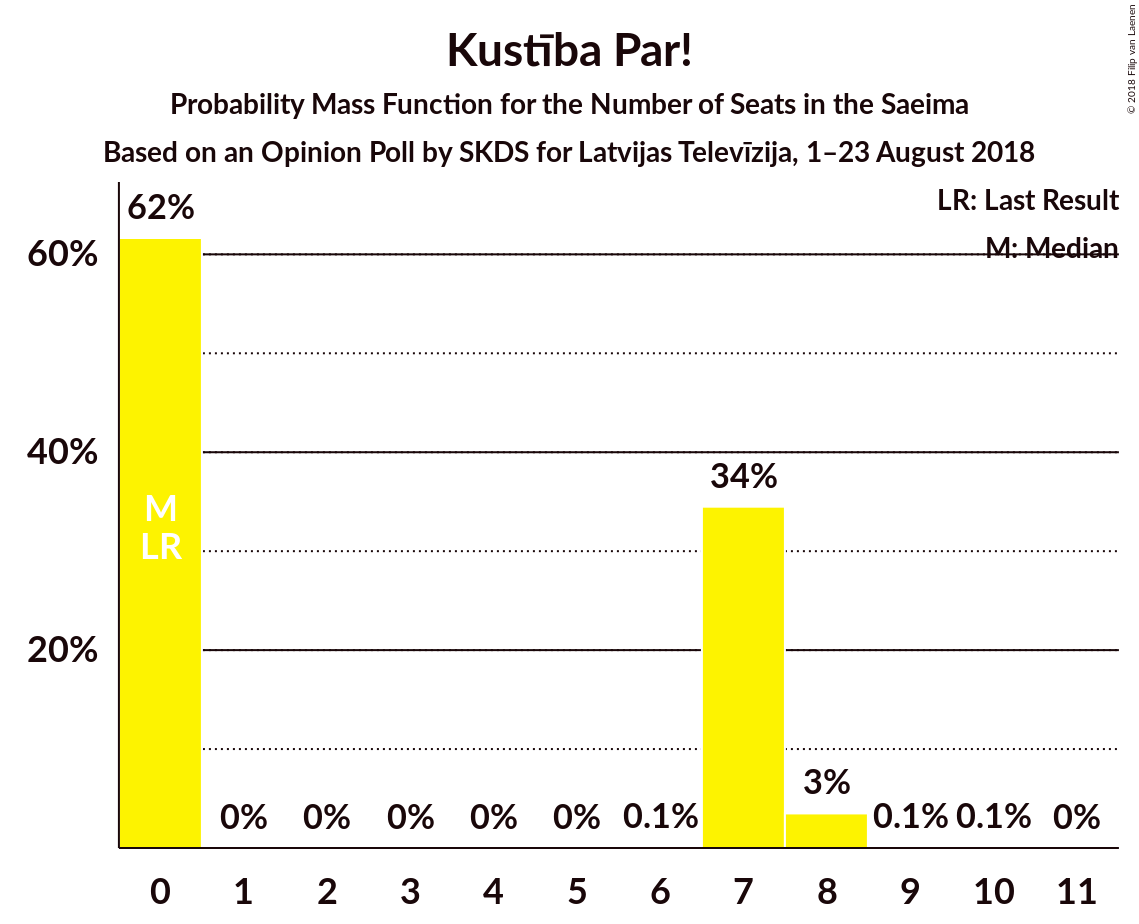 Kustība Par!
Probability Mass Function for the Number of Seats in the Saeima
Based on an Opinion Poll by SKDS for Latvijas Televīzija, 1–23 August 2018
© 2018 Filip van Laenen
LR: Last Result
M: Median
62%
60%
40%
20%
M
LR
0% 0% 0% 0% 0% 0.1% 34% 3% 0.1% 0.1% 0%
0 1 2 3 4 5 6 7 8 9 10 11